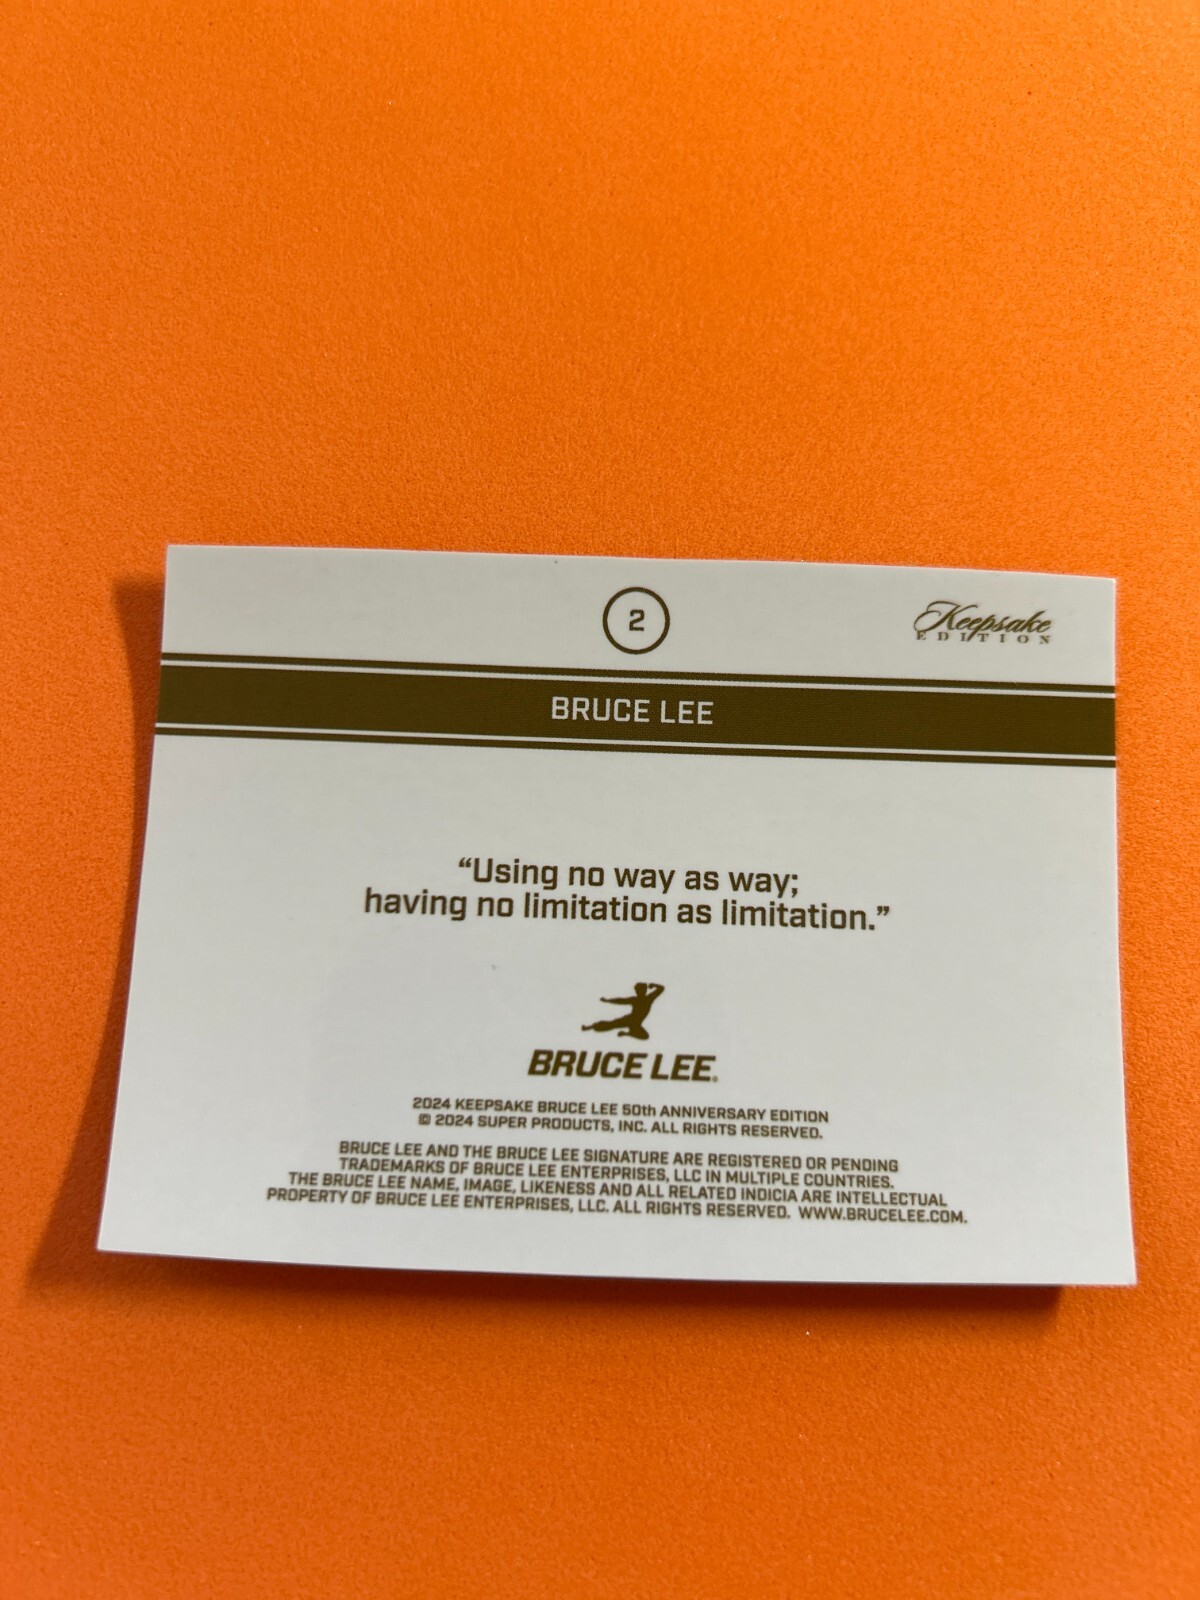 2
Keepsake
EDITION
BRUCE LEE
“Using no way as way;
having no limitation as limitation.”
BRUCE LEE®
2024 KEEPSAKE BRUCE LEE 50th ANNIVERSARY EDITION
© 2024 SUPER PRODUCTS, INC. ALL RIGHTS RESERVED.
BRUCE LEE AND THE BRUCE LEE SIGNATURE ARE REGISTERED OR PENDING
TRADEMARKS OF BRUCE LEE ENTERPRISES, LLC IN MULTIPLE COUNTRIES.
THE BRUCE LEE NAME, IMAGE, LIKENESS AND ALL RELATED INDICIA ARE INTELLECTUAL
PROPERTY OF BRUCE LEE ENTERPRISES, LLC. ALL RIGHTS RESERVED. WWW.BRUCELEE.COM.